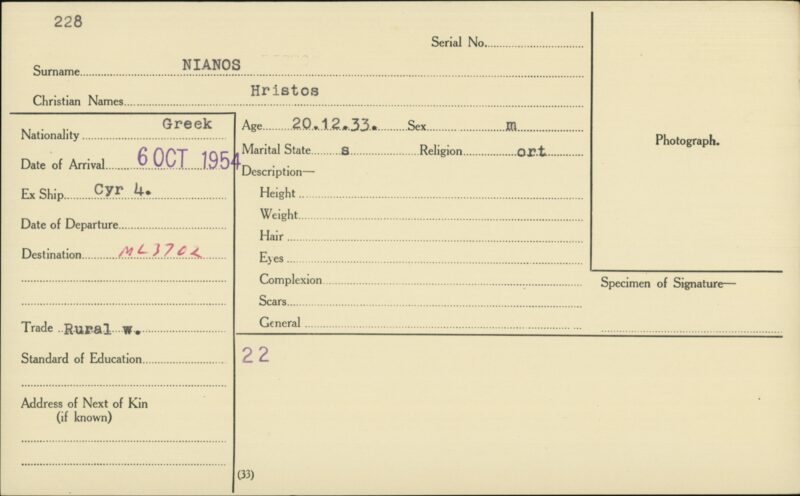 228
Serial No.
Surname NIANOS
Christian Names Hristos
Nationality Greek
Date of Arrival 6 OCT 1954
Ex Ship Cyr 4.
Date of Departure
Destination ML3702
Trade Rural w.
Standard of Education
Address of Next of Kin
(if known)
Age 20.12.33. Sex m
Marital State s Religion ort
Description—
Height
Weight
Hair
Eyes
Complexion
Scars
General
22
(33)
Photograph.
Specimen of Signature—